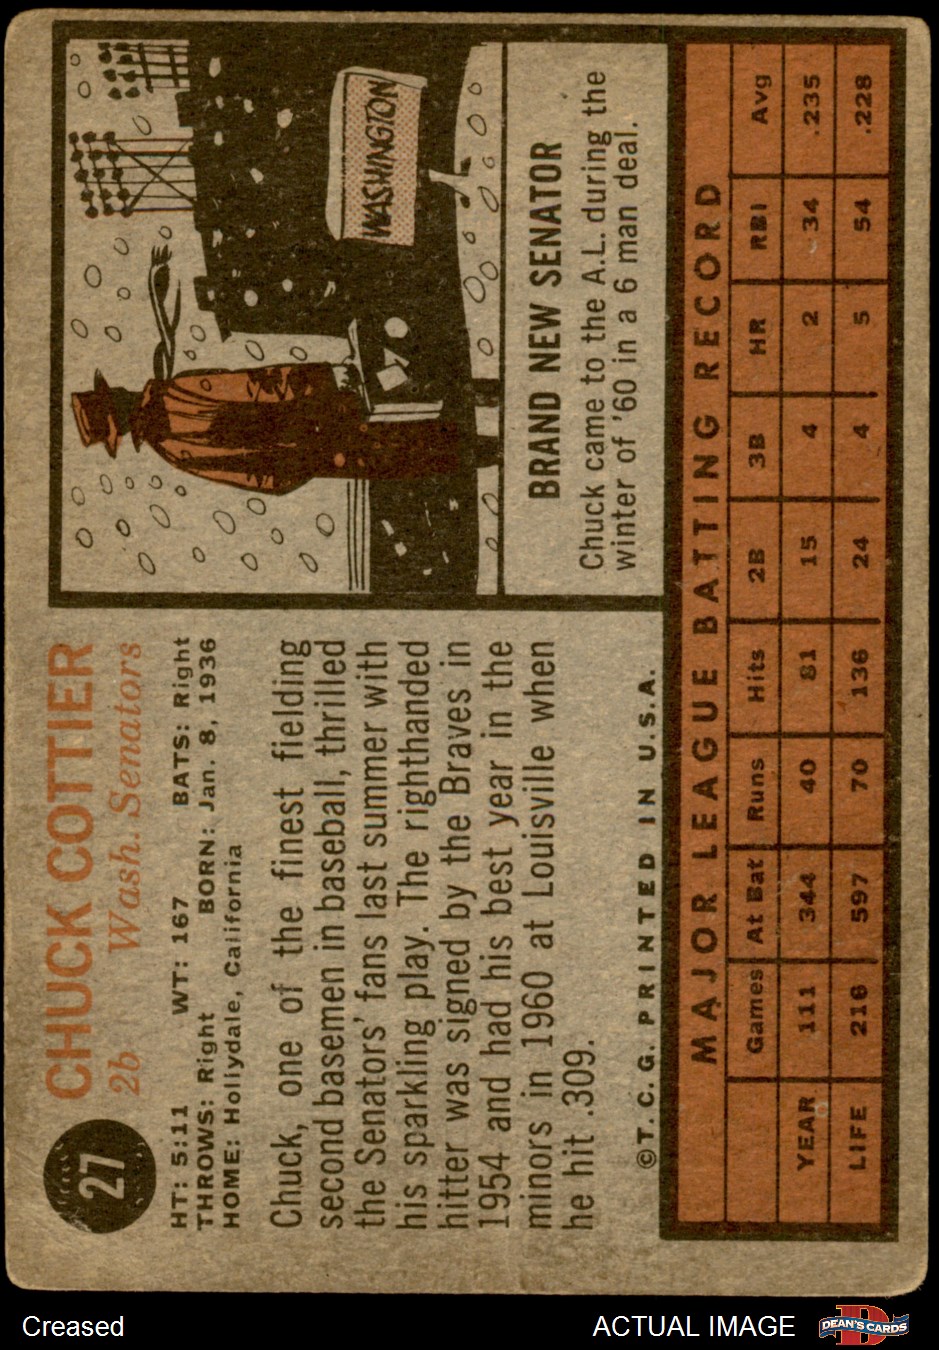 27
CHUCK COTTIER
2b Wash. Senators
HT: 5:11 WT: 167 BATS: Right
THROWS: Right BORN: Jan. 8, 1936
HOME: Hollydale, California
Chuck, one of the finest fielding
second basemen in baseball, thrilled
the Senators' fans last summer with
his sparkling play. The righthanded
hitter was signed by the Braves in
1954 and had his best year in the
minors in 1960 at Louisville when
he hit .309.
©T. C. G. PRINTED IN U.S.A.
WASHINGTON
BRAND NEW SENATOR
Chuck came to the A.L. during the
winter of '60 in a 6 man deal.
MAJOR LEAGUE BATTING RECORD
Games At Bat Runs Hits 2B 3B HR RBI Avg
YEAR 111 344 40 81 15 4 2 34 .235
LIFE 216 597 70 136 24 4 5 54 .228
Creased
ACTUAL IMAGE
D
DEAN'S CARDS